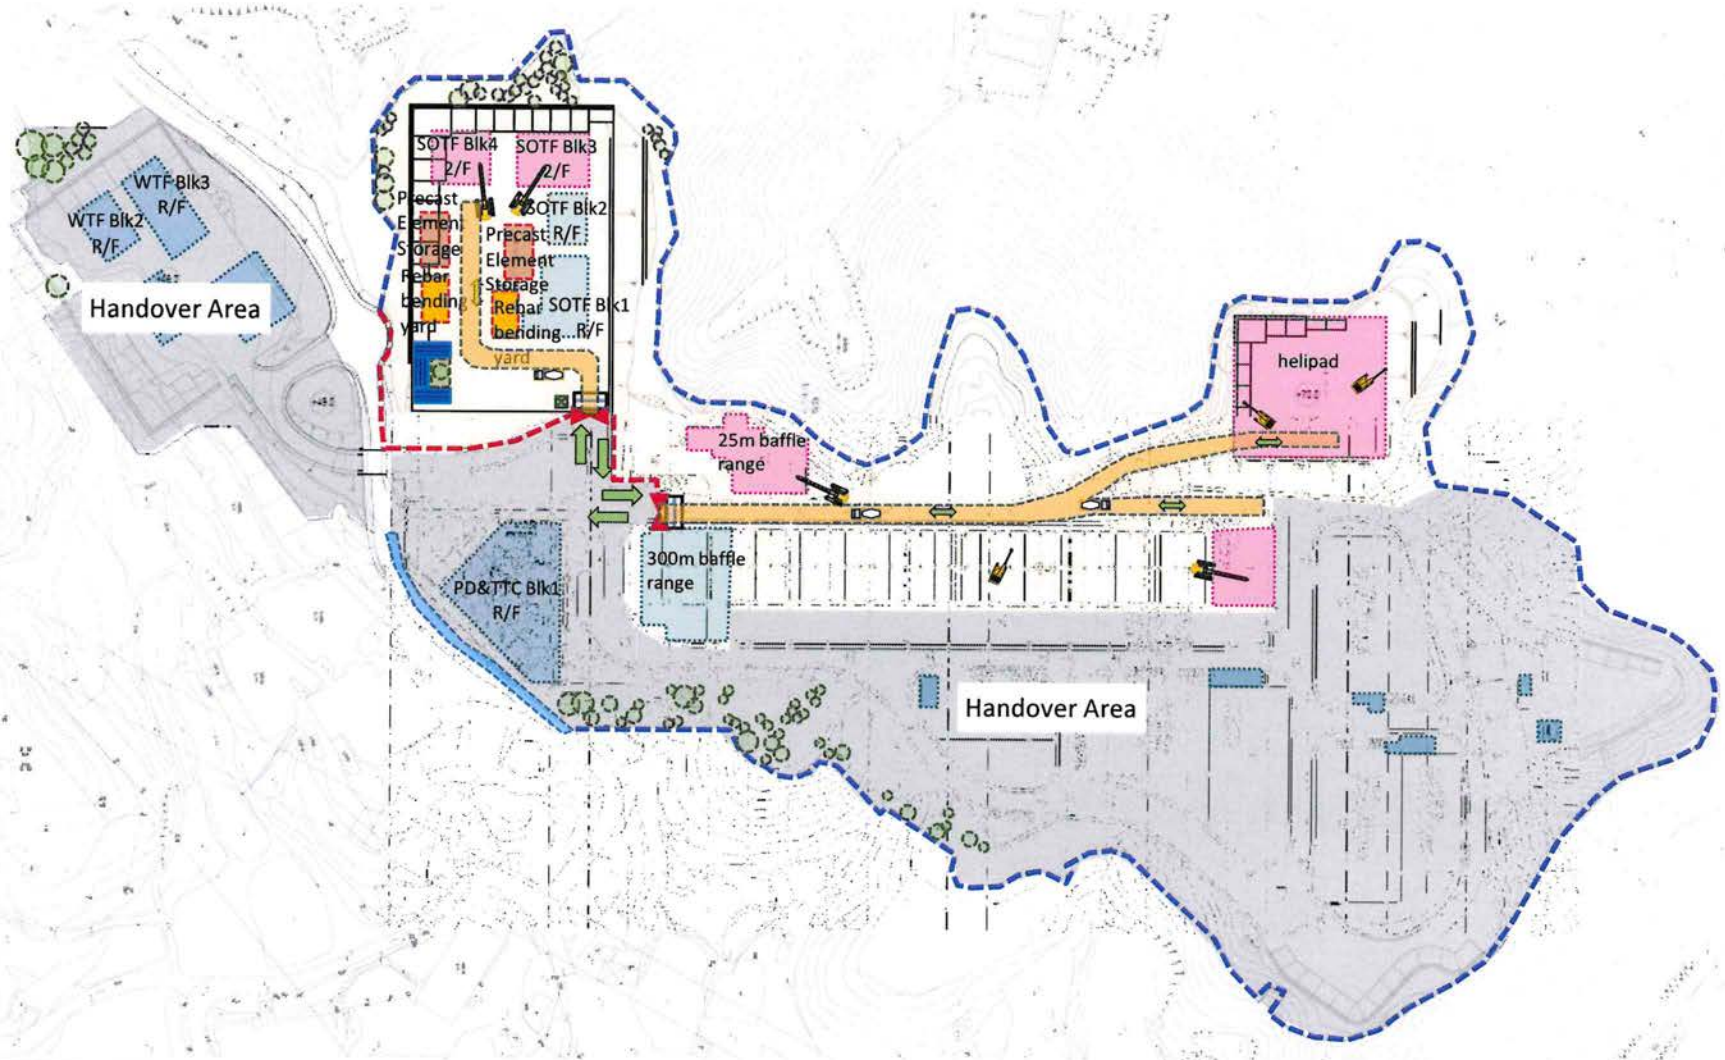 SOTF Blk4
2/F
SOTF Blk3
2/F
WTF Blk3
R/F
WTF Blk2
R/F
Precast
Element
Storage
SOTF Blk2
R/F
Precast
Element
Storage
Rebar
bending
yard
Rebar
bending
yard
SOTF Blk1
R/F
Handover Area
helipad
25m baffle
range
300m baffle
range
PD&TTC Blk1
R/F
Handover Area